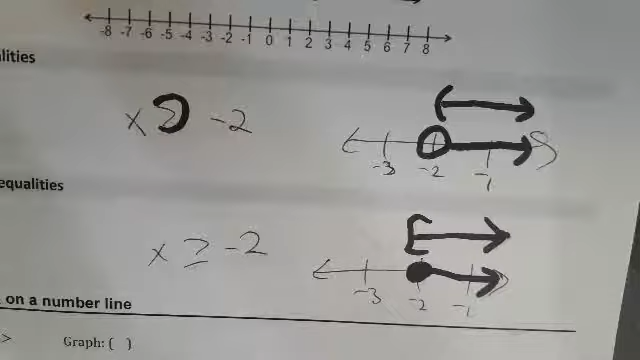 -8 -7 -6 -5 -4 -3 -2 -1 0 1 2 3 4 5 6 7 8
alities
x > -2
-3 -2 -1
equalities
x ≥ -2
-3 -2 -1
on a number line
> Graph: ( )